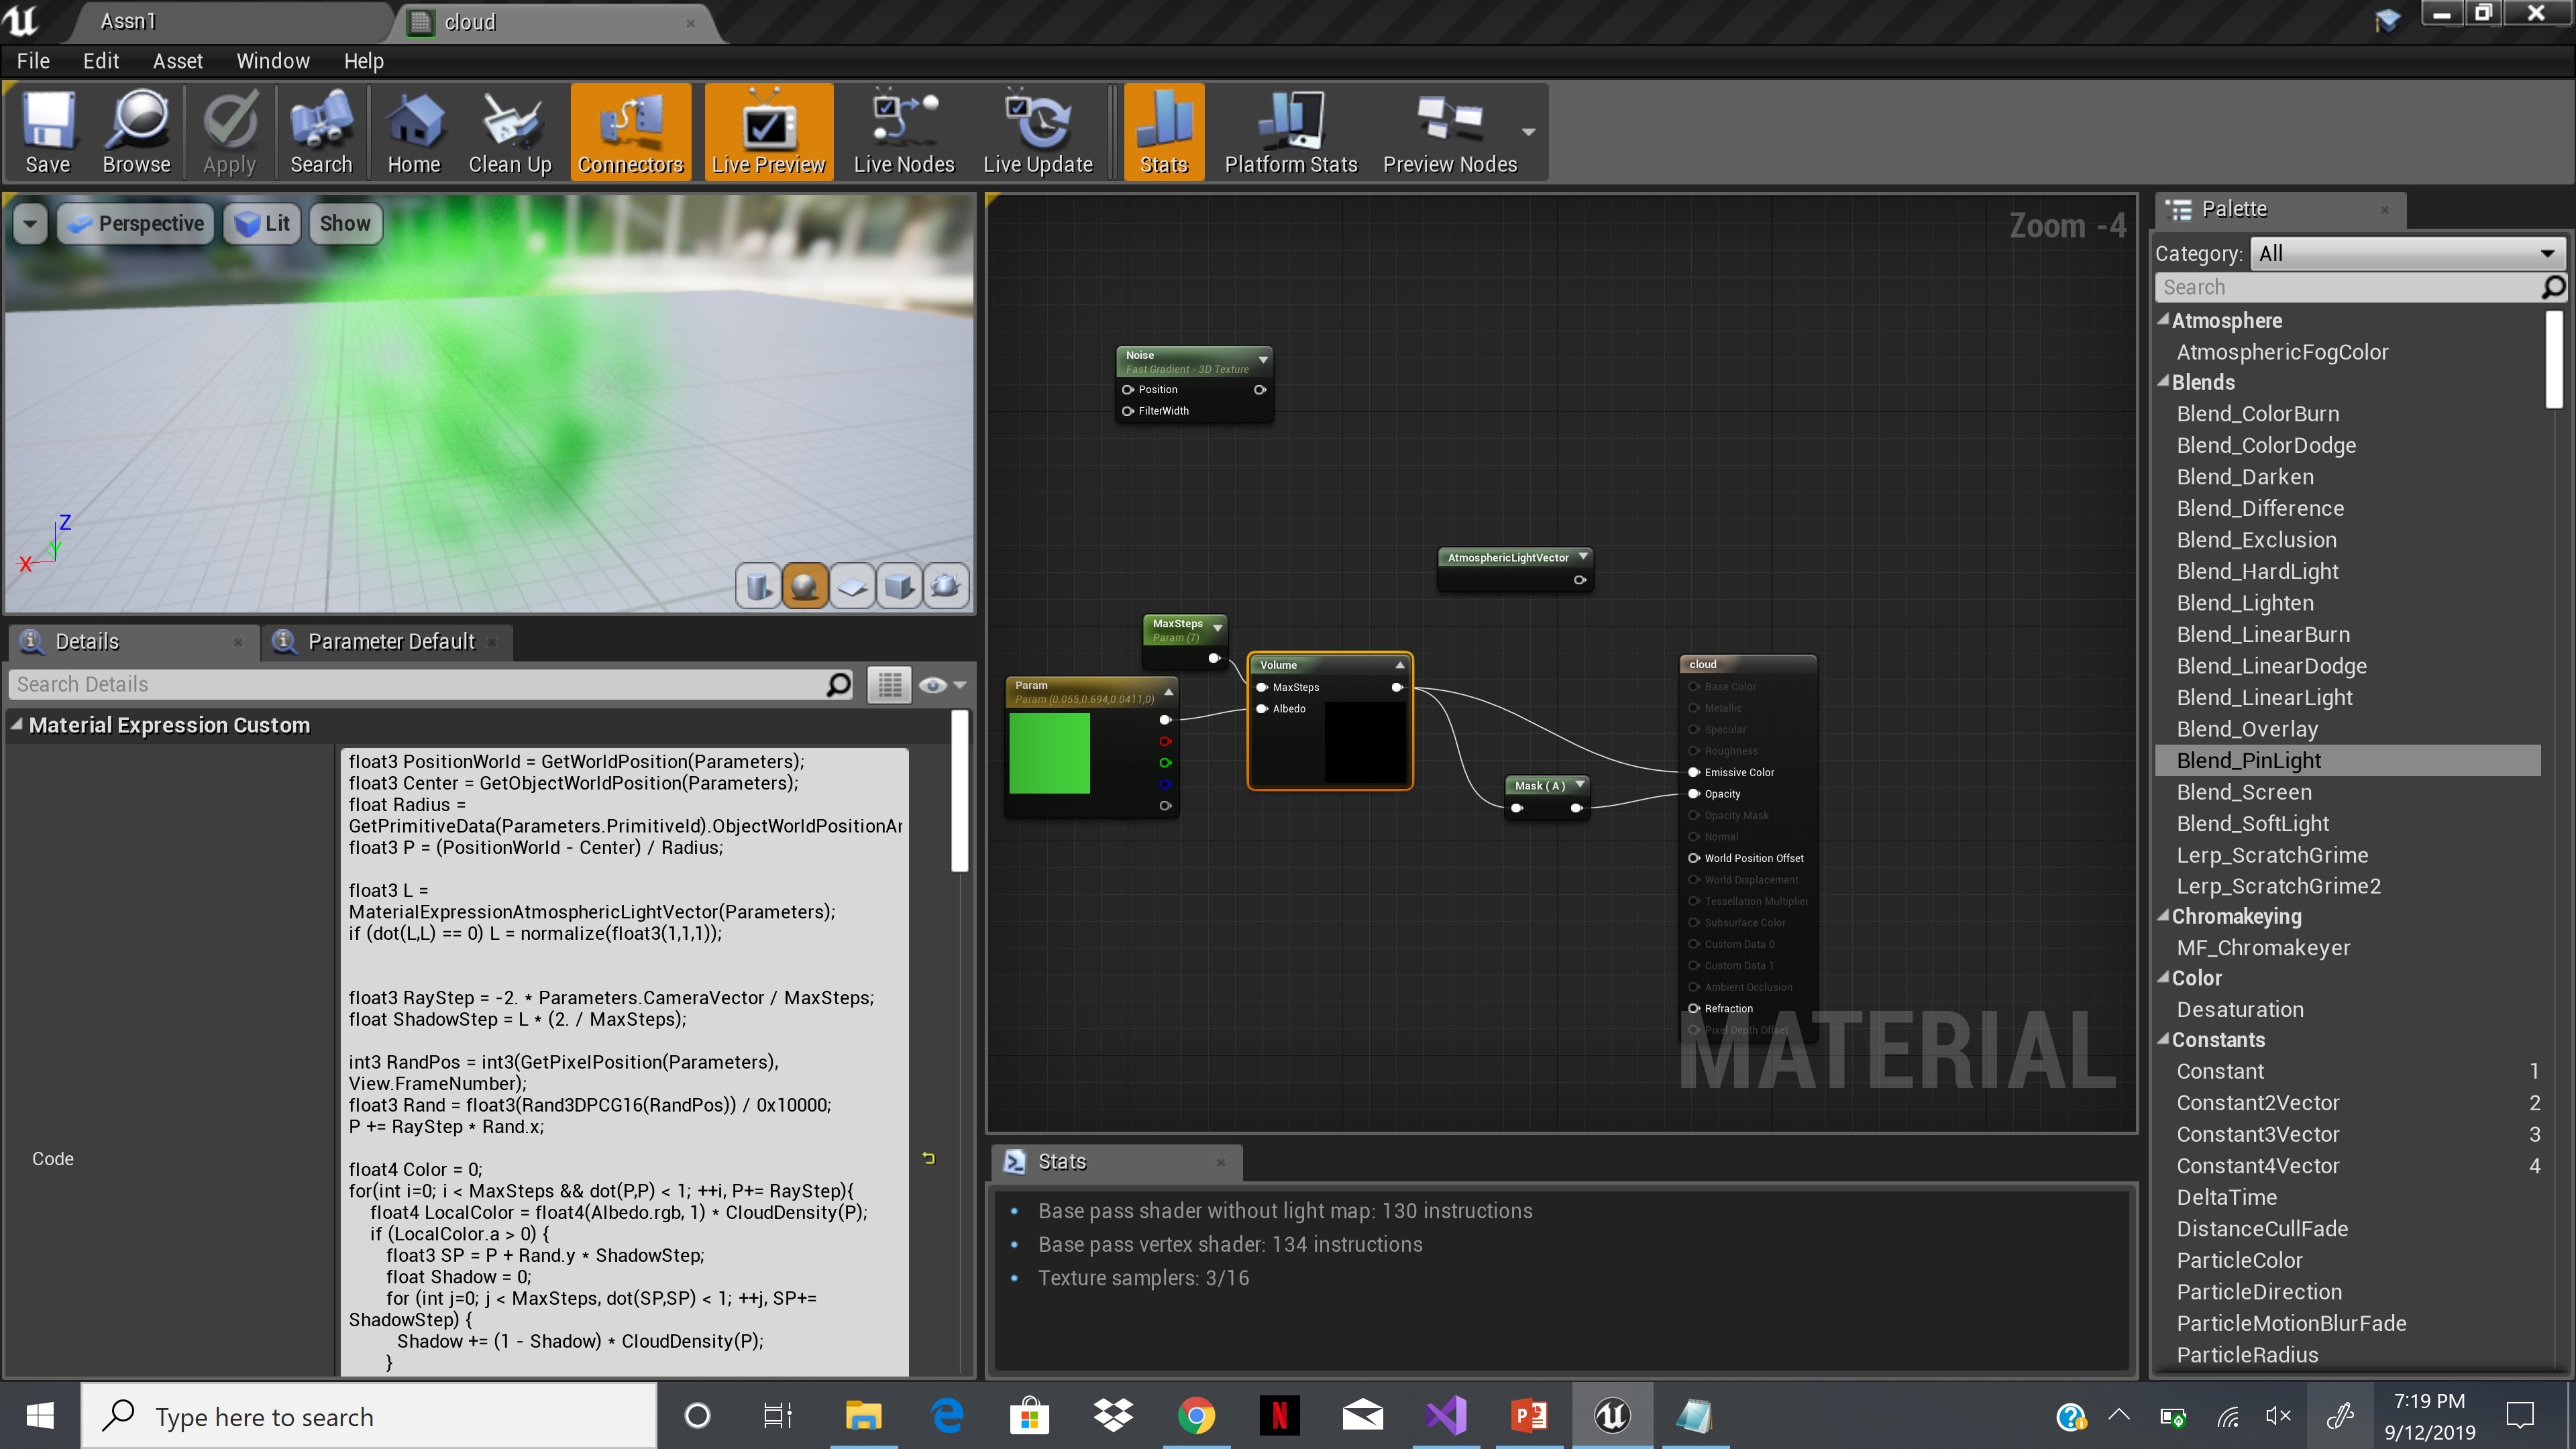 Assn1
cloud
File Edit Asset Window Help
Save Browse Apply Search Home Clean Up Connectors Live Preview Live Nodes Live Update Stats Platform Stats Preview Nodes
Perspective Lit Show
Z
Y
X
Details
Parameter Default
Search Details
Material Expression Custom
Code
float3 PositionWorld = GetWorldPosition(Parameters);
float3 Center = GetObjectWorldPosition(Parameters);
float Radius =
GetPrimitiveData(Parameters.PrimitiveId).ObjectWorldPositionAr
float3 P = (PositionWorld - Center) / Radius;
float3 L =
MaterialExpressionAtmosphericLightVector(Parameters);
if (dot(L,L) == 0) L = normalize(float3(1,1,1));
float3 RayStep = -2. * Parameters.CameraVector / MaxSteps;
float ShadowStep = L * (2. / MaxSteps);
int3 RandPos = int3(GetPixelPosition(Parameters),
View.FrameNumber);
float3 Rand = float3(Rand3DPCG16(RandPos)) / 0x10000;
P += RayStep * Rand.x;
float4 Color = 0;
for(int i=0; i < MaxSteps && dot(P,P) < 1; ++i, P+= RayStep){
float4 LocalColor = float4(Albedo.rgb, 1) * CloudDensity(P);
if (LocalColor.a > 0) {
float3 SP = P + Rand.y * ShadowStep;
float Shadow = 0;
for (int j=0; j < MaxSteps, dot(SP,SP) < 1; ++j, SP+=
ShadowStep) {
Shadow += (1 - Shadow) * CloudDensity(P);
}
Zoom -4
Noise
Fast Gradient - 3D Texture
Position
FilterWidth
AtmosphericLightVector
MaxSteps
Param (7)
Param
Param (0.055,0.694,0.0411,0)
Volume
MaxSteps
Albedo
Mask ( A )
cloud
Base Color
Metallic
Specular
Roughness
Emissive Color
Opacity
Opacity Mask
Normal
World Position Offset
World Displacement
Tessellation Multiplier
Subsurface Color
Custom Data 0
Custom Data 1
Ambient Occlusion
Refraction
Pixel Depth Offset
MATERIAL
Stats
Base pass shader without light map: 130 instructions
Base pass vertex shader: 134 instructions
Texture samplers: 3/16
Palette
Category: All
Search
Atmosphere
AtmosphericFogColor
Blends
Blend_ColorBurn
Blend_ColorDodge
Blend_Darken
Blend_Difference
Blend_Exclusion
Blend_HardLight
Blend_Lighten
Blend_LinearBurn
Blend_LinearDodge
Blend_LinearLight
Blend_Overlay
Blend_PinLight
Blend_Screen
Blend_SoftLight
Lerp_ScratchGrime
Lerp_ScratchGrime2
Chromakeying
MF_Chromakeyer
Color
Desaturation
Constants
Constant 1
Constant2Vector 2
Constant3Vector 3
Constant4Vector 4
DeltaTime
DistanceCullFade
ParticleColor
ParticleDirection
ParticleMotionBlurFade
ParticleRadius
Type here to search
7:19 PM
9/12/2019